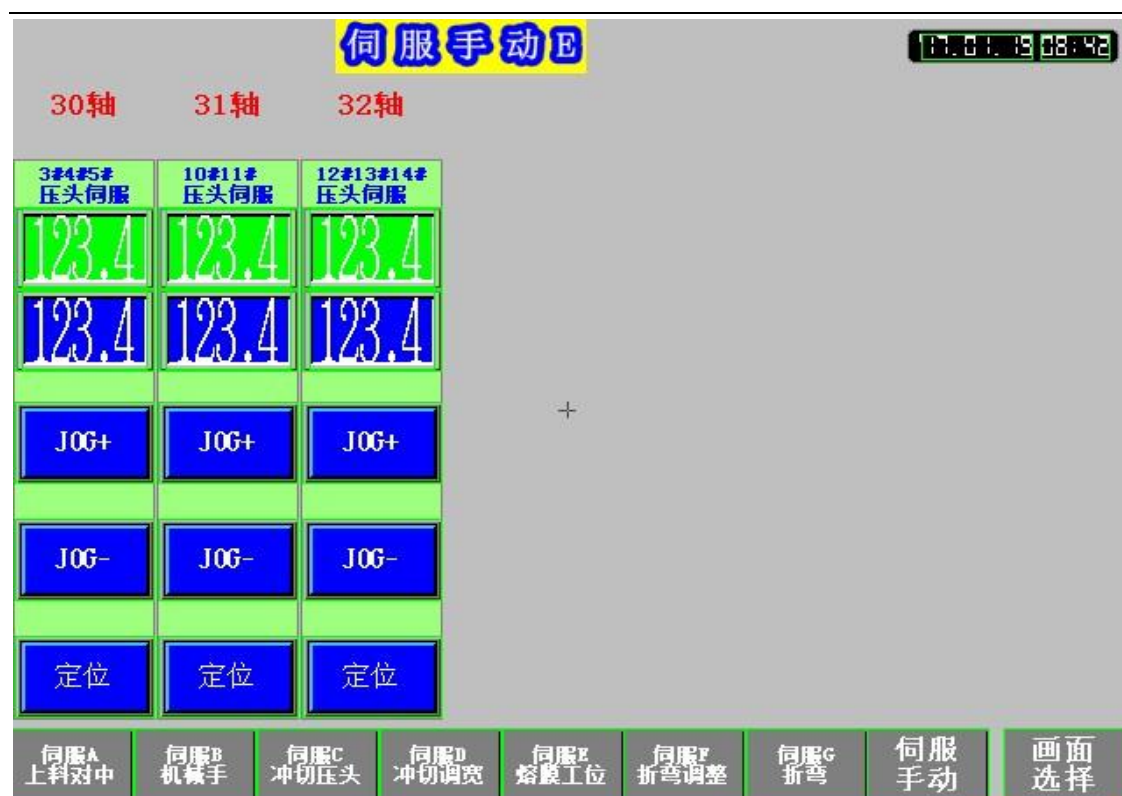 伺服手动E
17.01.19 08:42
30轴 31轴 32轴
3#4#5# 10#11# 12#13#14#
压头伺服 压头伺服 压头伺服
123.4 123.4 123.4
123.4 123.4 123.4
JOG+ JOG+ JOG+
JOG- JOG- JOG-
定位 定位 定位
伺服A 伺服B 伺服C 伺服D 伺服E 伺服F 伺服G 伺服 画面
上料对中 机械手 冲切压头 冲切调宽 熔膜工位 折弯调整 折弯 手动 选择